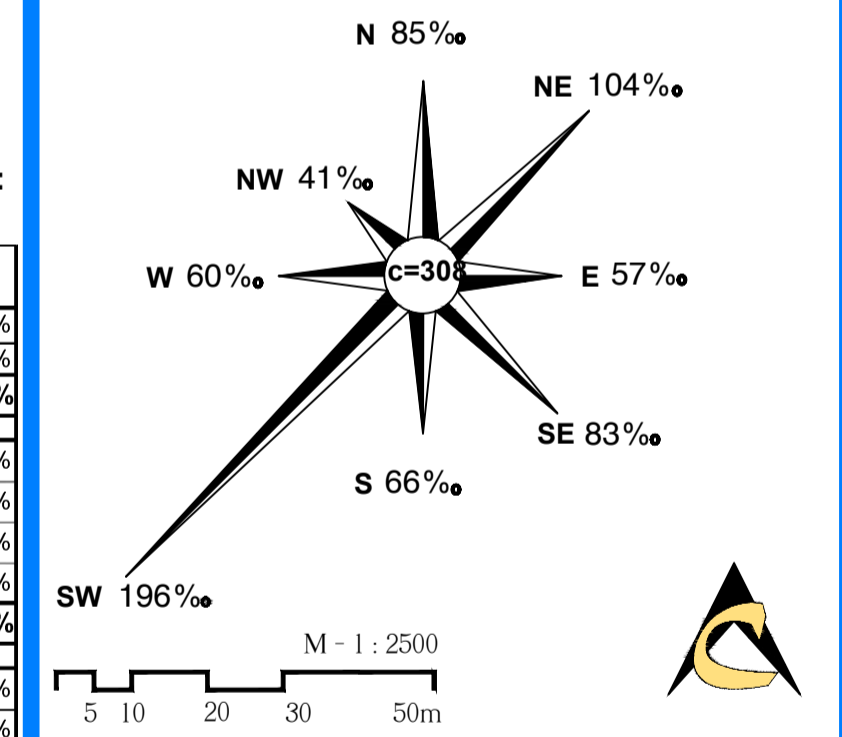 N 85‰
NE 104‰
NW 41‰
W 60‰
c=308
E 57‰
SE 83‰
S 66‰
SW 196‰
M - 1 : 2500
5 10 20 30 50m
:
%
%
%
%
%
%
%
%
%
%